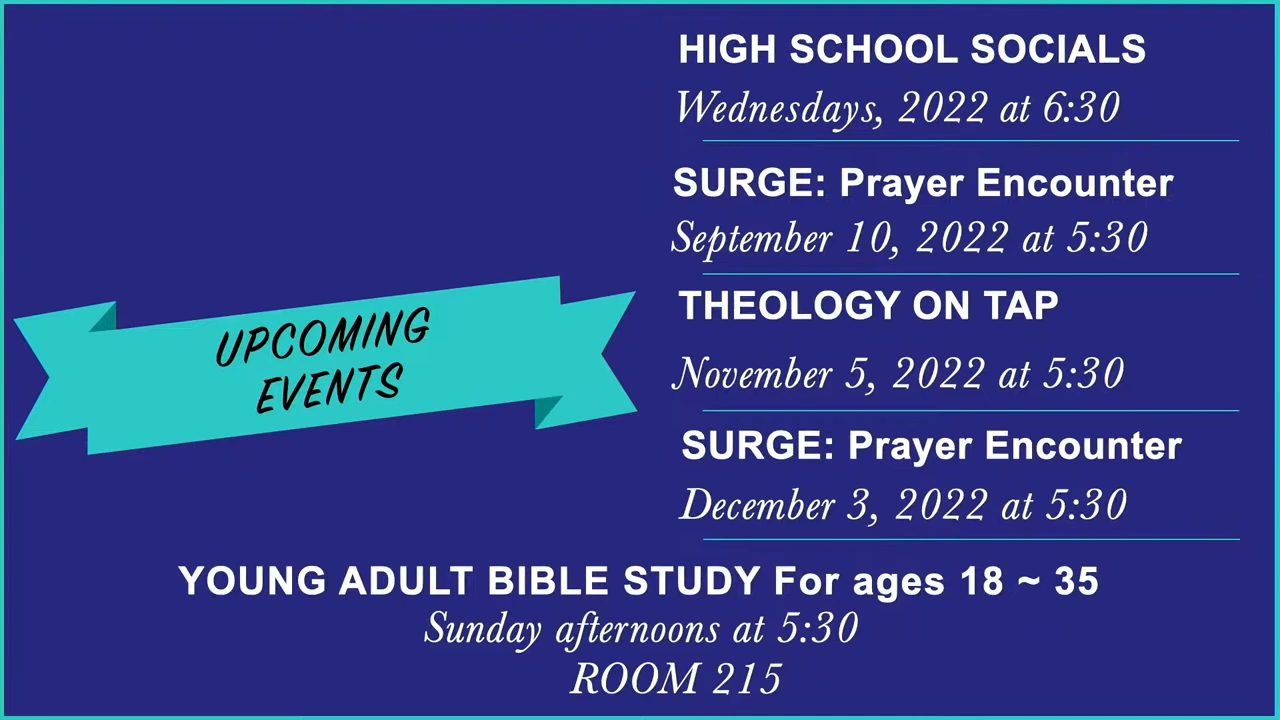 HIGH SCHOOL SOCIALS
Wednesdays, 2022 at 6:30
SURGE: Prayer Encounter
September 10, 2022 at 5:30
UPCOMING
EVENTS
THEOLOGY ON TAP
November 5, 2022 at 5:30
SURGE: Prayer Encounter
December 3, 2022 at 5:30
YOUNG ADULT BIBLE STUDY For ages 18 ~ 35
Sunday afternoons at 5:30
ROOM 215